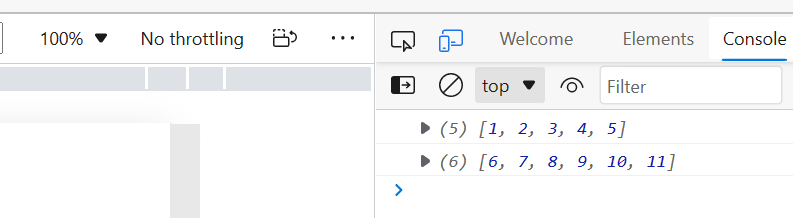 100% No throttling
Welcome Elements Console
top Filter
(5) [1, 2, 3, 4, 5]
(6) [6, 7, 8, 9, 10, 11]